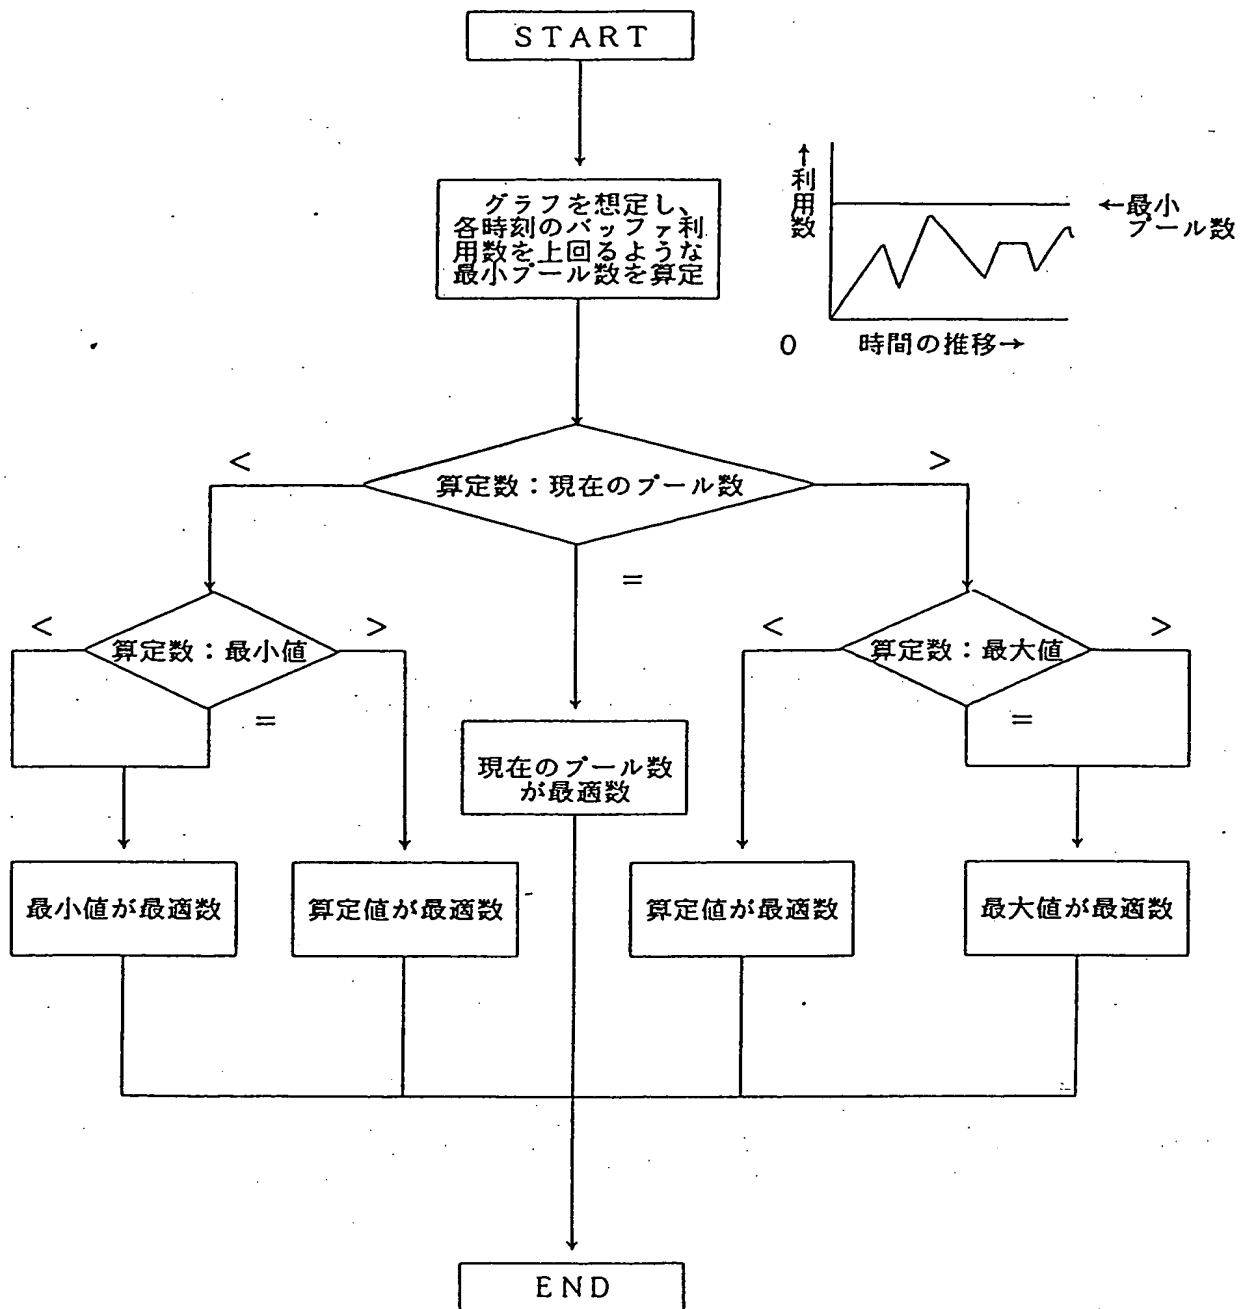 START
グラフを想定し、
各時刻のバッファ利
用数を上回るような
最小プール数を算定
↑利用数
←最小
プール数
0
時間の推移→
<
算定数：現在のプール数
>
=
<
算定数：最小値
>
=
<
算定数：最大値
>
=
現在のプール数
が最適数
最小値が最適数
算定値が最適数
算定値が最適数
最大値が最適数
END